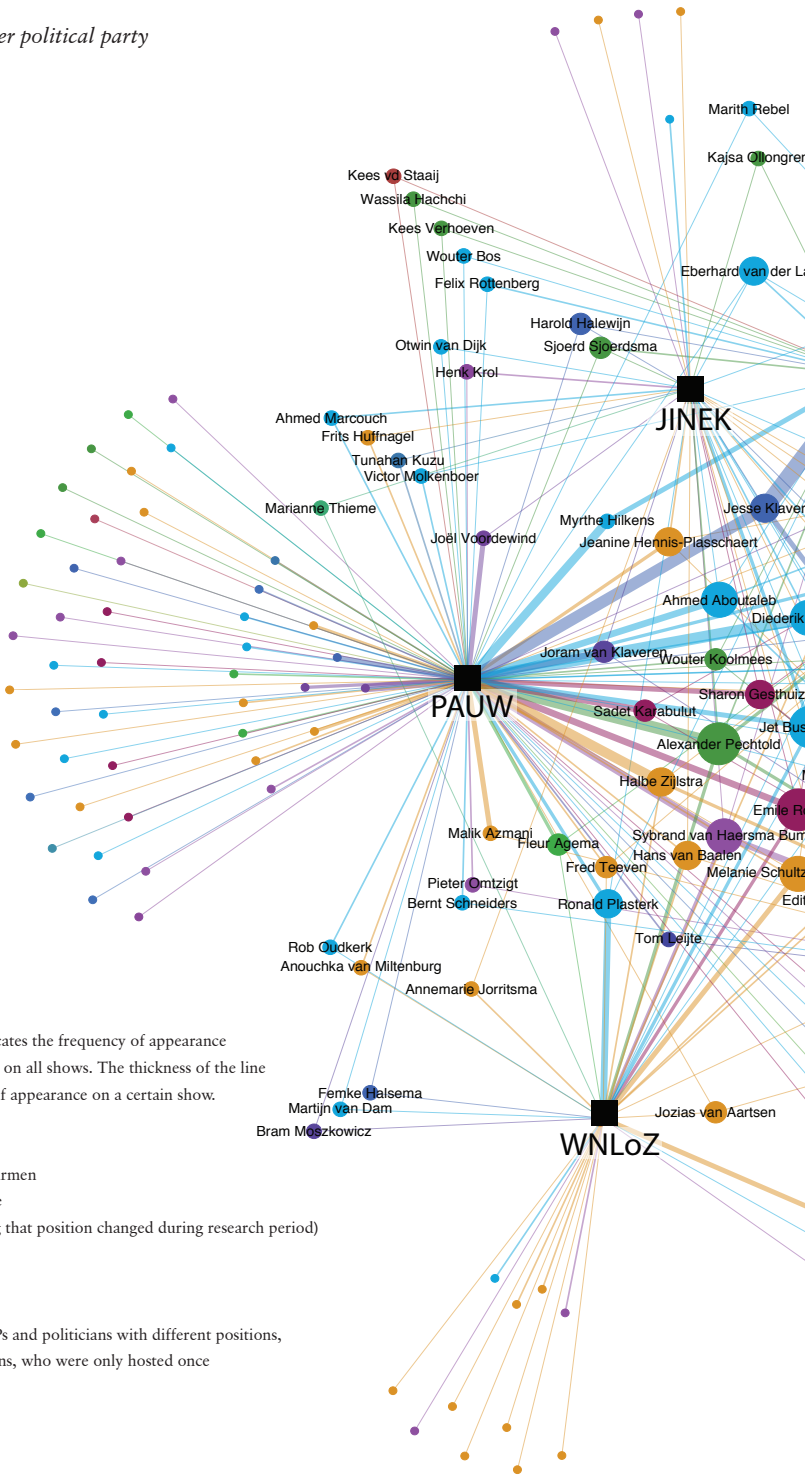 er political party
Marith Rebel
Kajsa Ollongren
Kees vd Staaij
Wassila Hachchi
Kees Verhoeven
Wouter Bos
Eberhard van der La
Felix Rottenberg
Harold Halewijn
Otwin van Dijk
Sjoerd Sjoerdsma
Henk Krol
JINEK
Ahmed Marcouch
Frits Huffnagel
Tunahan Kuzu
Victor Molkenboer
Marianne Thieme
Jesse Klaver
Myrthe Hilkens
Joël Voordewind
Jeanine Hennis-Plasschaert
Ahmed Aboutaleb
Diederik
Joram van Klaveren
Wouter Koolmees
Sharon Gesthuiz
PAUW
Sadet Karabulut
Jet Bus
Alexander Pechtold
Halbe Zijlstra
M
Emile Ro
Malik Azmani
Fleur Agema
Sybrand van Haersma Bum
Hans van Baalen
Fred Teeven
Melanie Schultz
Pieter Omtzigt
Bernt Schneiders
Ronald Plasterk
Edit
Tom Leijte
Rob Oudkerk
Anouchka van Miltenburg
Annemarie Jorritsma
cates the frequency of appearance
on all shows. The thickness of the line
of appearance on a certain show.
Femke Halsema
Martijn van Dam
Jozias van Aartsen
Bram Moszkowicz
WNLoZ
rmen
e
g that position changed during research period)
Ps and politicians with different positions,
ns, who were only hosted once